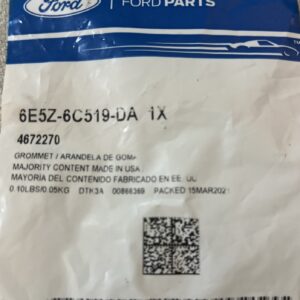 Ford FORD PARTS
6E5Z-6C519-DA 1X
4672270
GROMMET / ARANDELA DE GOMA
MAJORITY CONTENT MADE IN USA
MAYORIA DEL CONTENIDO FABRICADO EN EE. UU
0.10LBS/0.05KG DTK3A 00866369 PACKED 15MAR2021